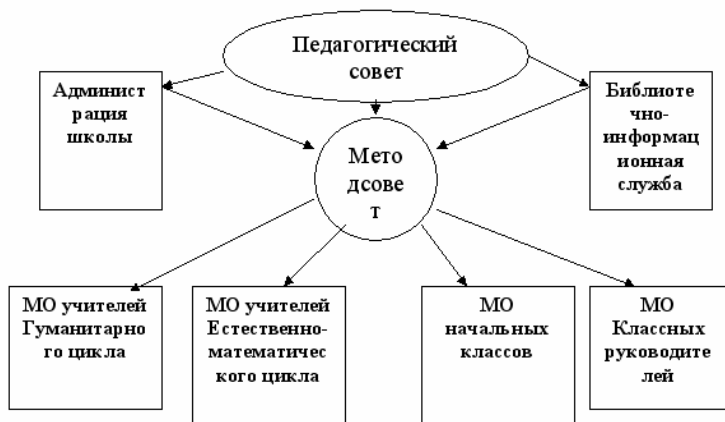 Педагогический
совет
Админист
рация
школы
Библиоте
чно-
информац
ионная
служба
Мето
дсове
т
МО учителей
Гуманитарно
го цикла
МО учителей
Естественно-
математичес
кого цикла
МО
начальных
классов
МО
Классных
руководите
лей